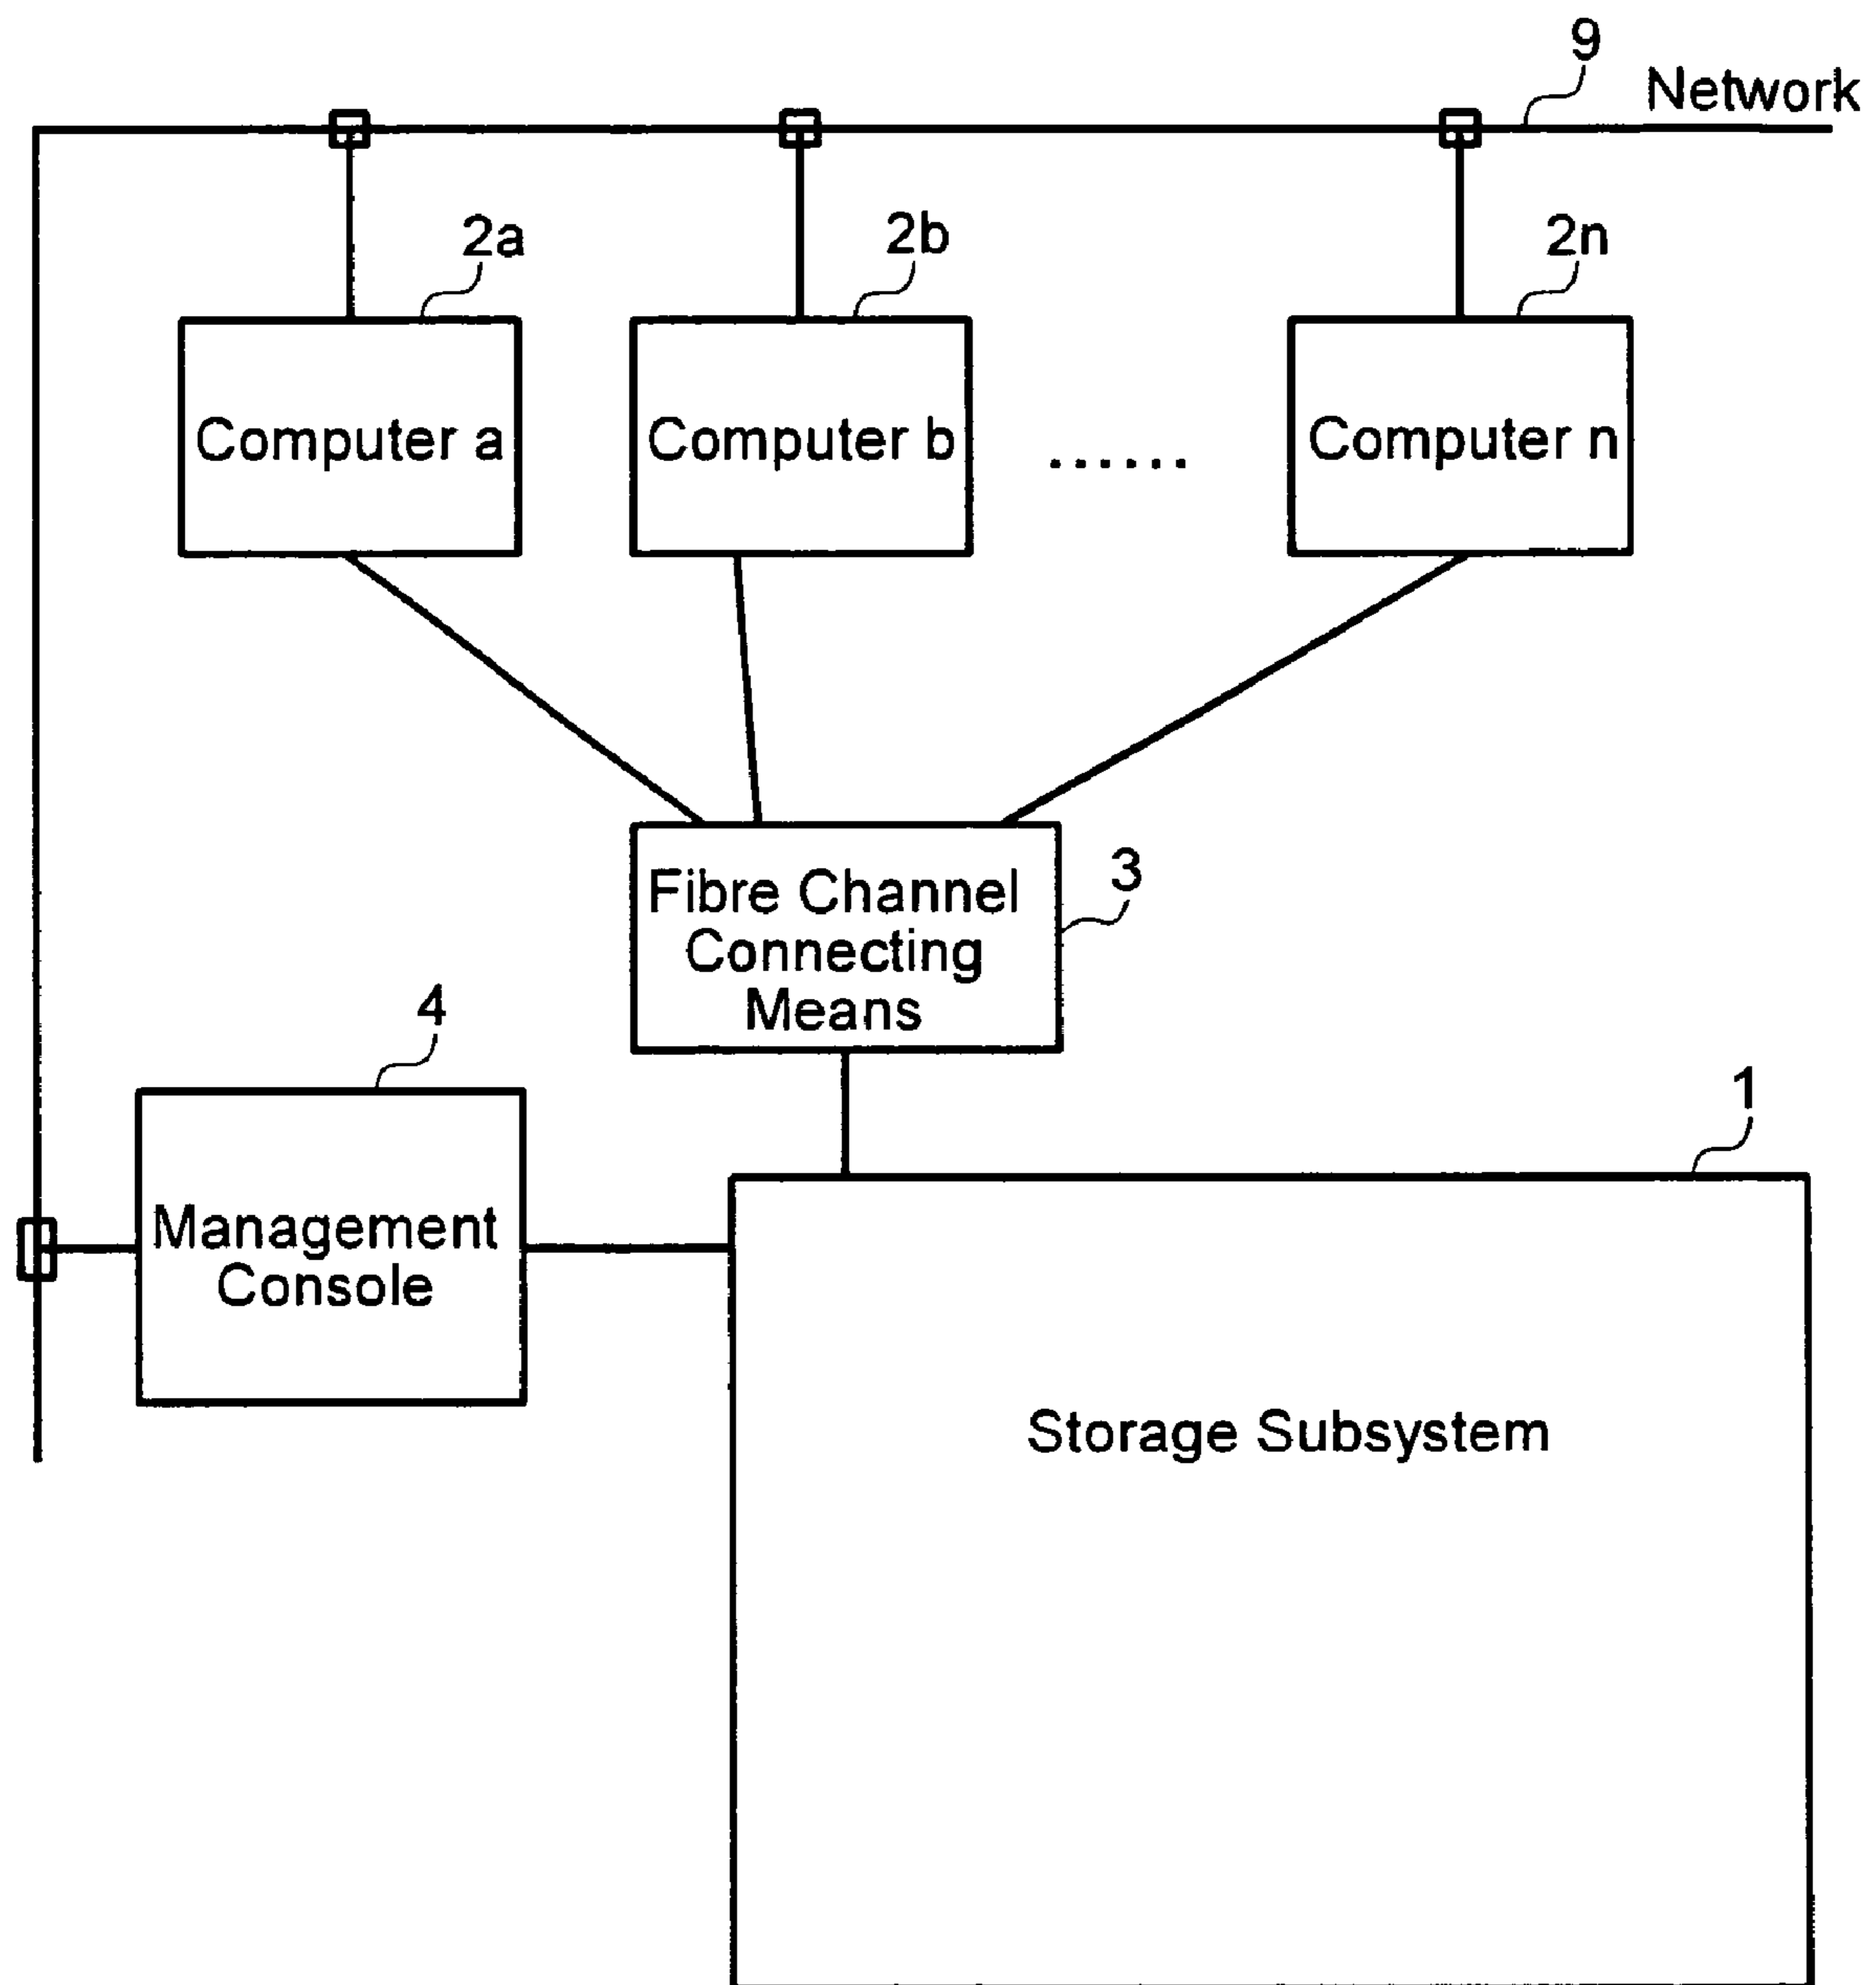 9
Network
2a
2b
2n
Computer a
Computer b
......
Computer n
Fibre Channel
Connecting
Means
3
4
Management
Console
1
Storage Subsystem